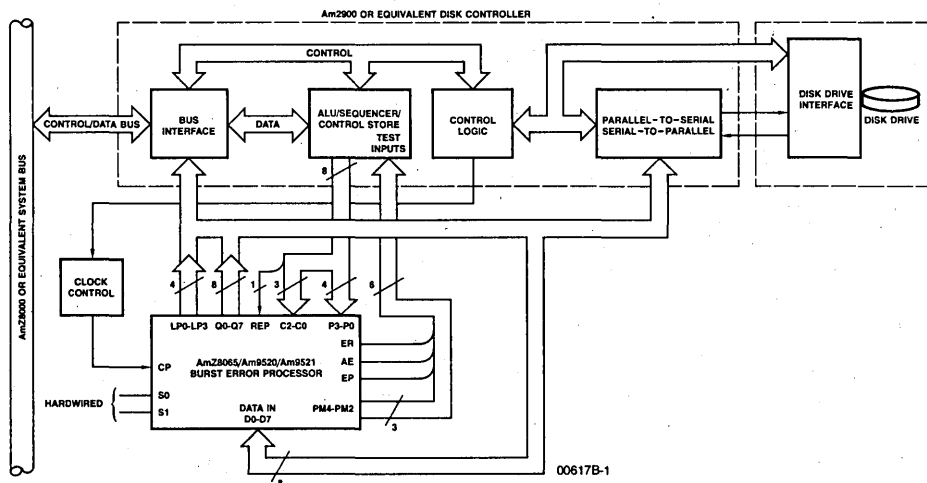 Am2900 OR EQUIVALENT DISK CONTROLLER
AmZ8000 OR EQUIVALENT SYSTEM BUS
CONTROL
CONTROL/DATA BUS
BUS
INTERFACE
DATA
ALU/SEQUENCER/
CONTROL STORE
TEST
INPUTS
CONTROL
LOGIC
PARALLEL-TO-SERIAL
SERIAL-TO-PARALLEL
DISK DRIVE
INTERFACE
DISK DRIVE
8
CLOCK
CONTROL
4
8
1
3
4
6
LP0-LP3
Q0-Q7
REP
C2-C0
P3-P0
ER
AE
EP
AmZ8065/Am9520/Am9521
BURST ERROR PROCESSOR
CP
HARDWIRED
S0
S1
DATA IN
D0-D7
PM4-PM2
3
00617B-1